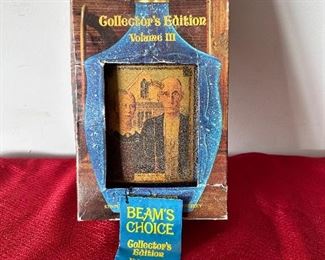 Collector's Edition
Volume III
BEAM'S
CHOICE
Collector's
Edition